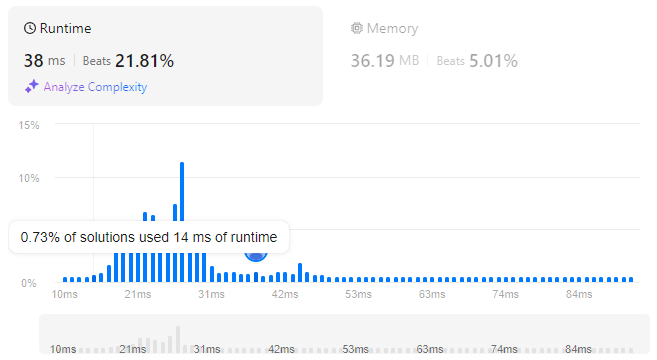 Runtime
Memory
38 ms | Beats 21.81%
36.19 MB | Beats 5.01%
Analyze Complexity
15%
10%
0.73% of solutions used 14 ms of runtime
0%
10ms 21ms 31ms 42ms 53ms 63ms 74ms 84ms
10ms 21ms 31ms 42ms 53ms 63ms 74ms 84ms